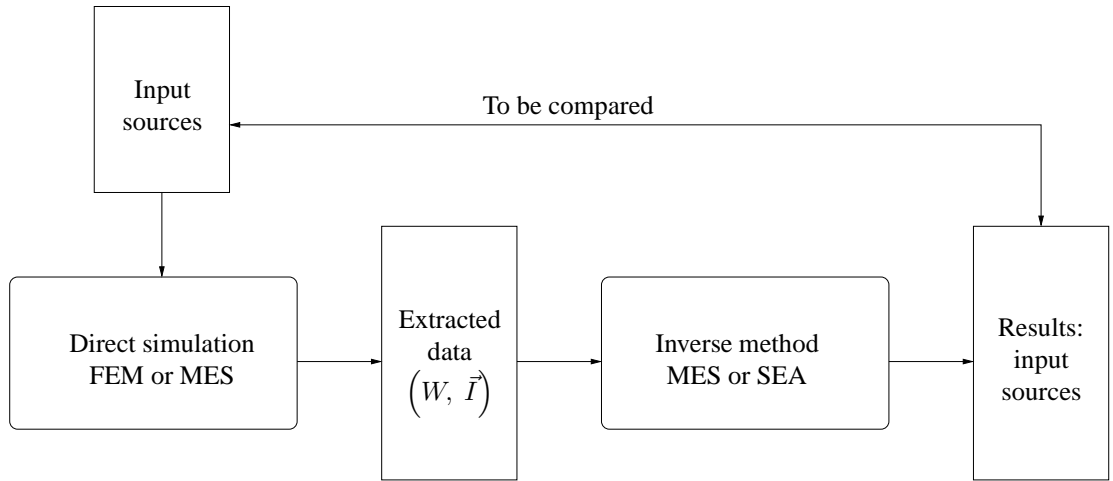 Input
sources
To be compared
Direct simulation
FEM or MES
Extracted
data
(W, I⃗)
Inverse method
MES or SEA
Results:
input
sources